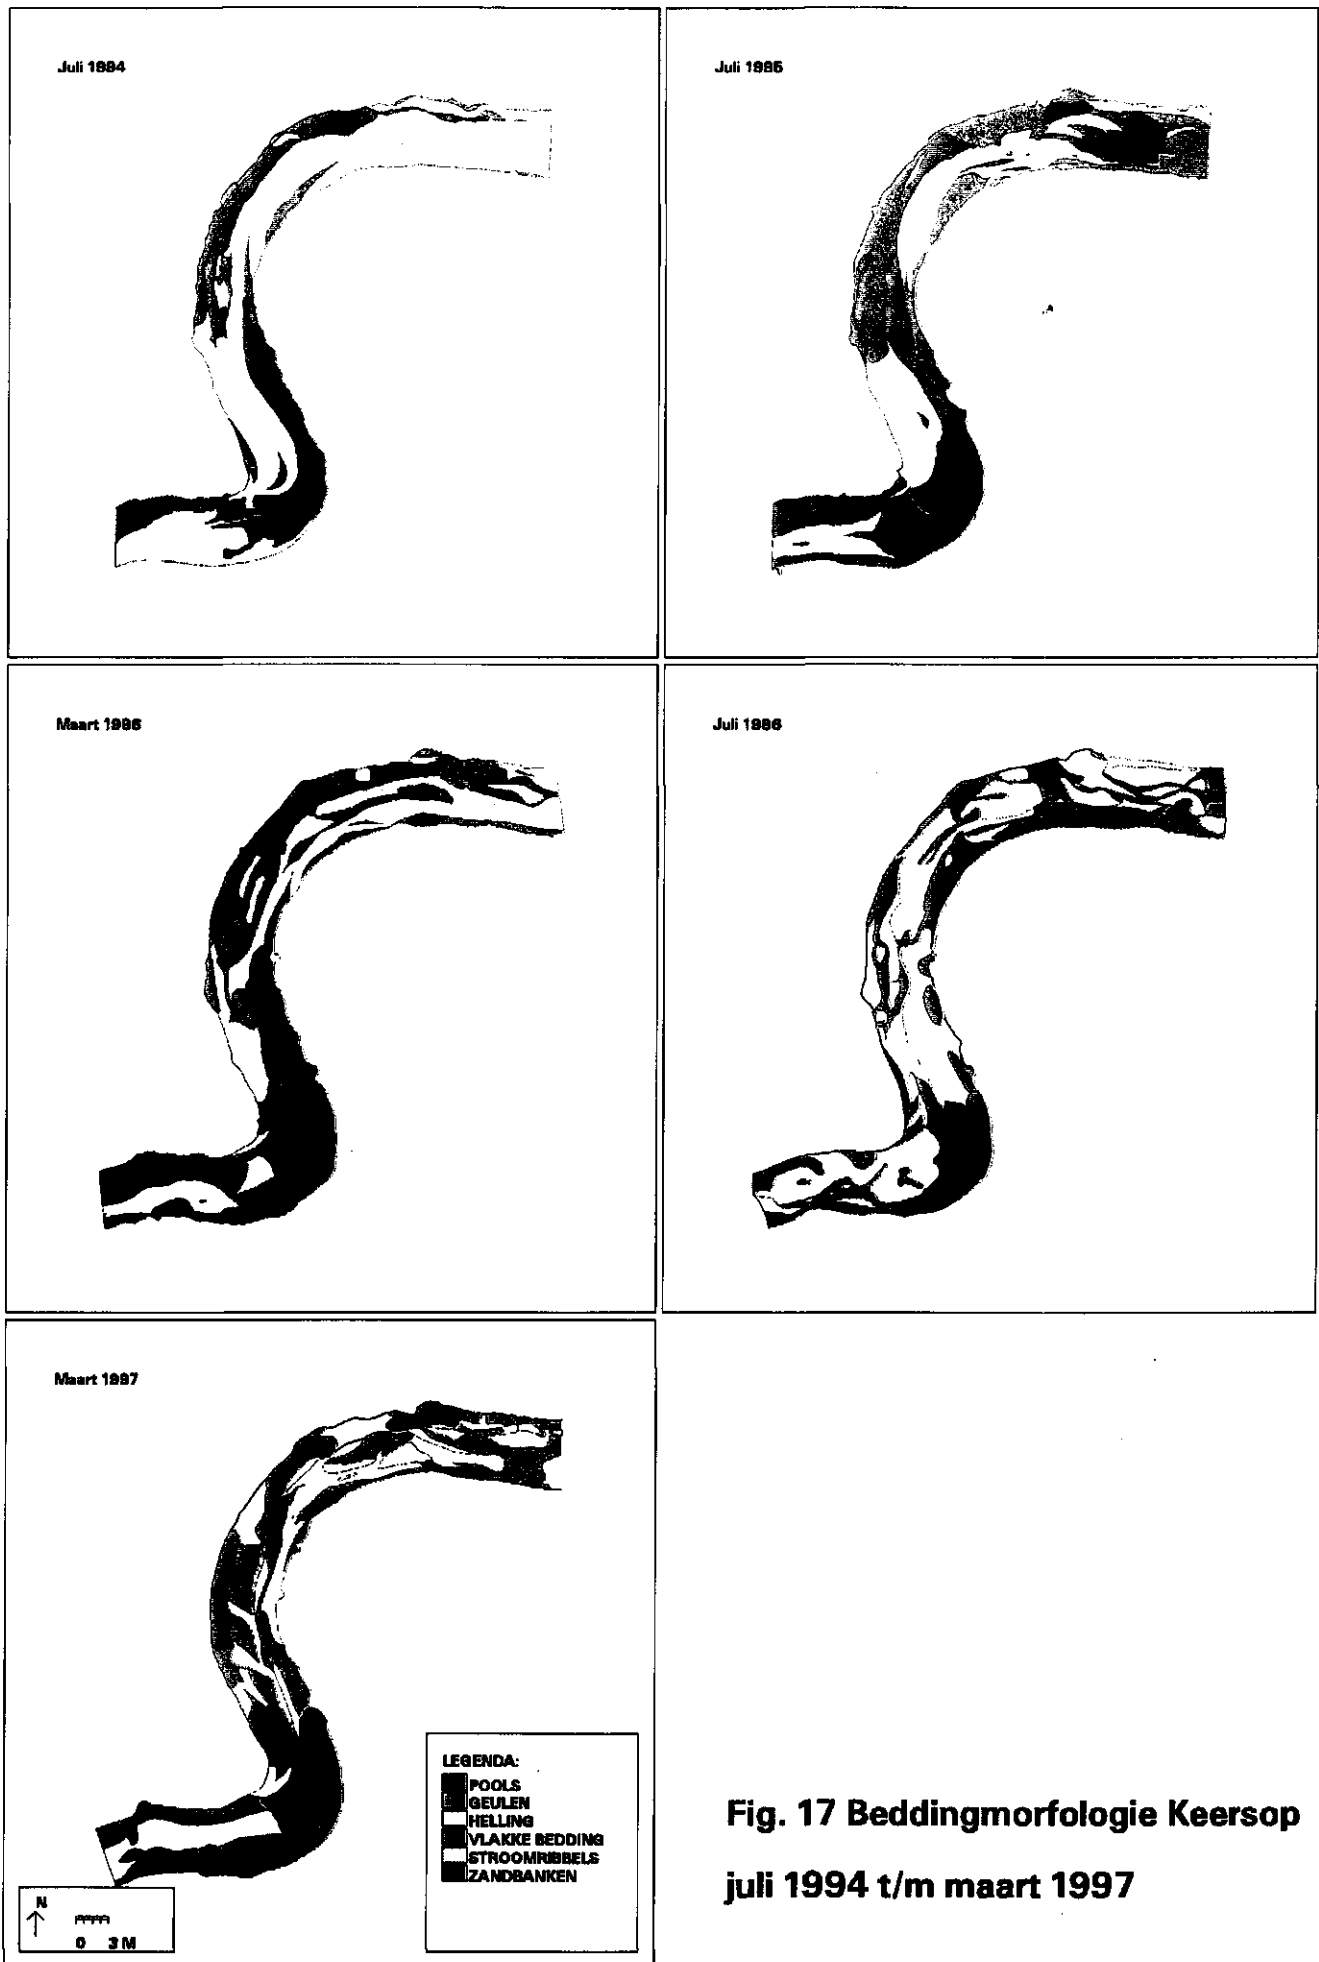 Juli 1994
Juli 1995
Maart 1996
Juli 1996
Maart 1997
LEGENDA:
POOLS
GEULEN
HELLING
VLAKKE BEDDING
STROOMRIBBELS
ZANDBANKEN
N
0 3 M
Fig. 17 Beddingmorfologie Keersop
juli 1994 t/m maart 1997